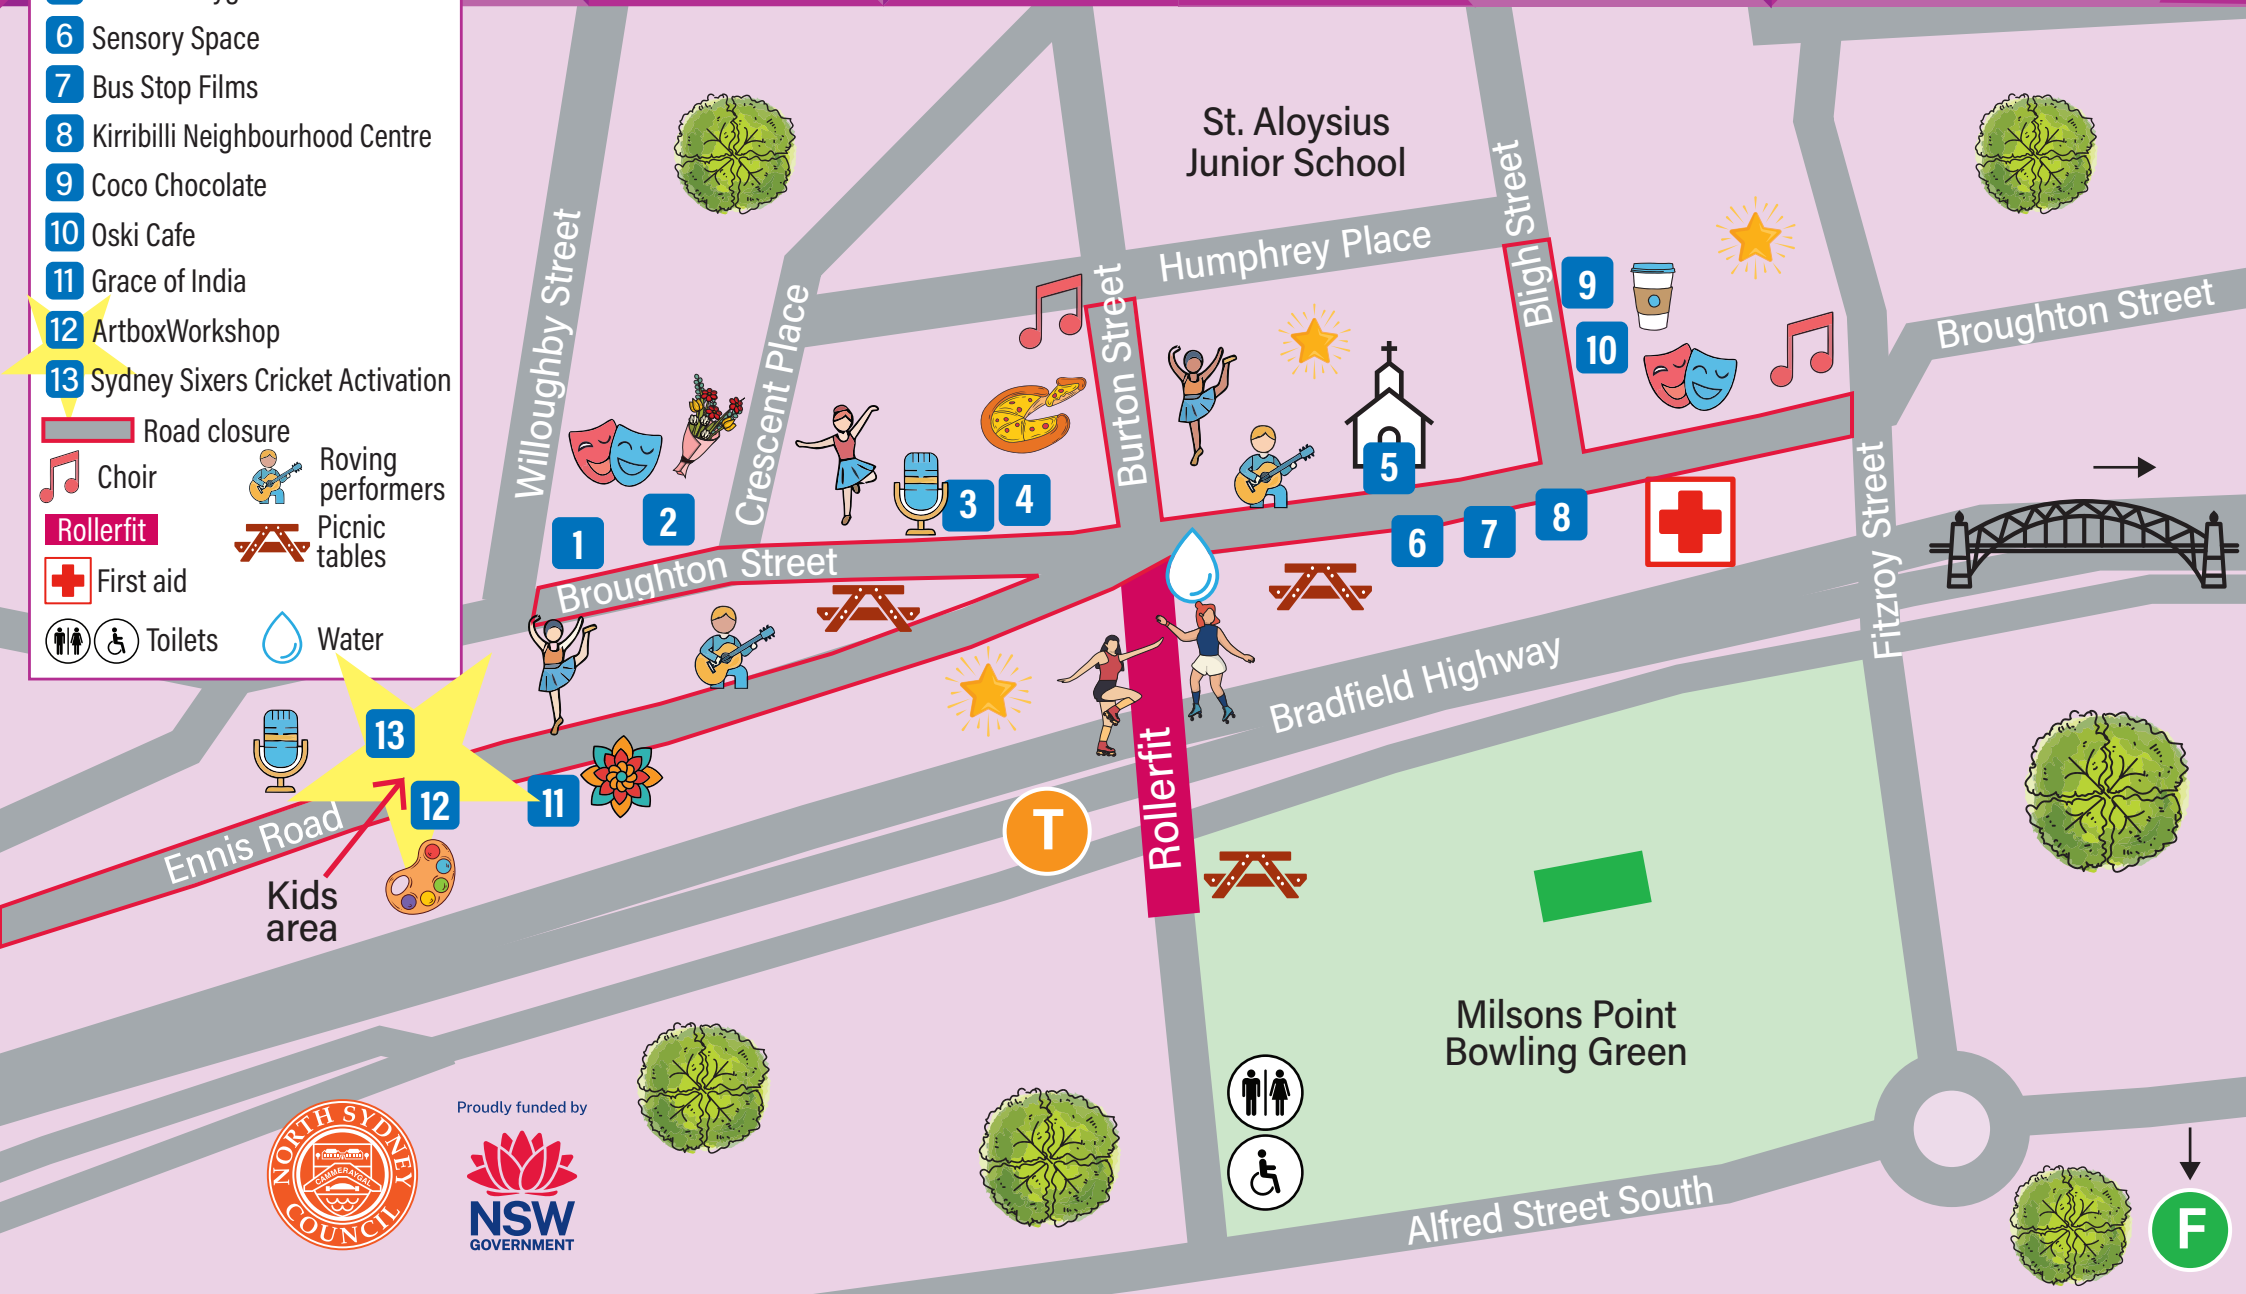 6 Sensory Space
7 Bus Stop Films
8 Kirribilli Neighbourhood Centre
9 Coco Chocolate
10 Oski Cafe
11 Grace of India
12 ArtboxWorkshop
13 Sydney Sixers Cricket Activation
Road closure
Choir
Roving
performers
Rollerfit
Picnic
tables
First aid
Toilets
Water
St. Aloysius
Junior School
Willoughby Street
Crescent Place
Burton Street
Humphrey Place
Bligh Street
Broughton Street
Fitzroy Street
Broughton Street
Bradfield Highway
Ennis Road
Rollerfit
Alfred Street South
1
2
3
4
5
6
7
8
9
10
11
12
13
Kids
area
T
Milsons Point
Bowling Green
F
NORTH SYDNEY
CAMMERAYGAL
COUNCIL
Proudly funded by
NSW
GOVERNMENT